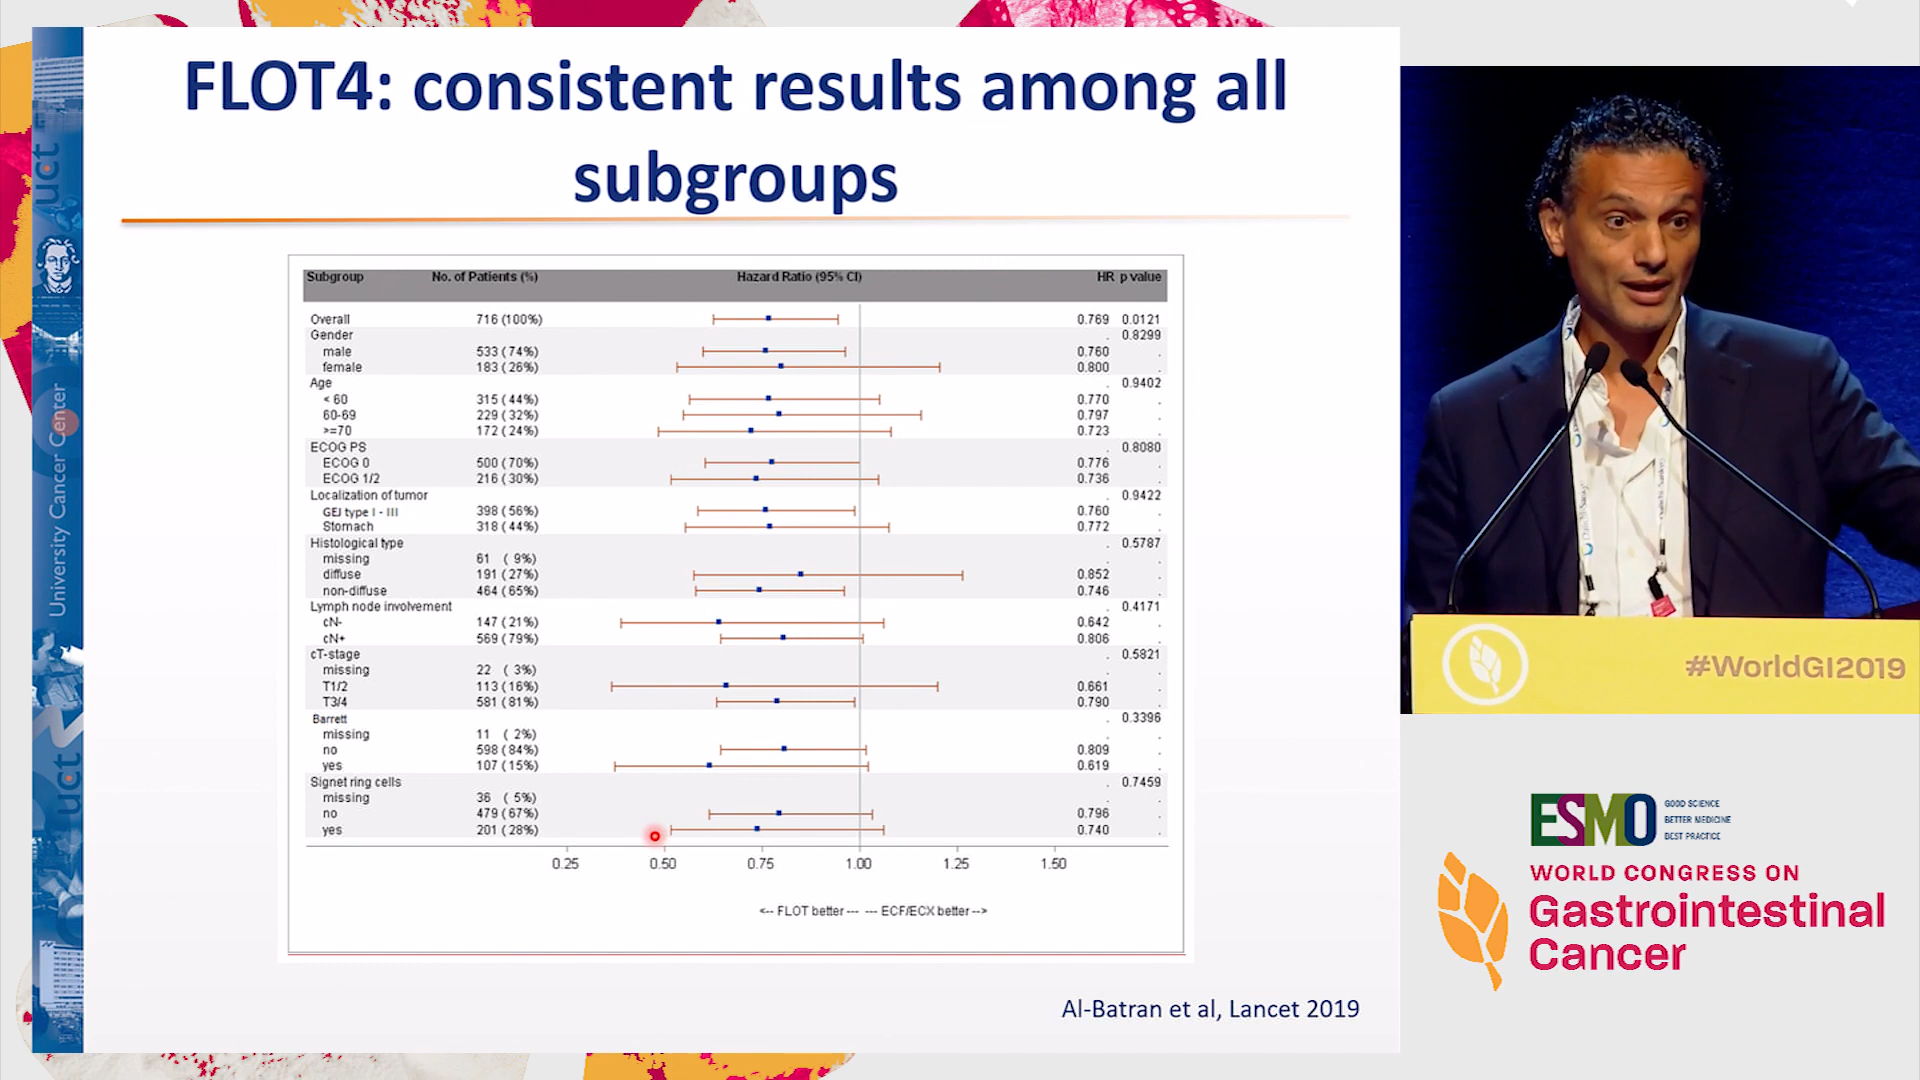 FLOT4: consistent results among all
subgroups
Subgroup No. of Patients (%) Hazard Ratio (95% CI) HR p value
Overall 716 (100%) 0.769 0.0121
Gender . 0.8299
male 533 (74%) 0.760 .
female 183 (26%) 0.800 .
Age . 0.9402
< 60 315 (44%) 0.770 .
60-69 229 (32%) 0.797 .
>=70 172 (24%) 0.723 .
ECOG PS . 0.8080
ECOG 0 500 (70%) 0.776 .
ECOG 1/2 216 (30%) 0.736 .
Localization of tumor . 0.9422
GEJ type I - III 398 (56%) 0.760 .
Stomach 318 (44%) 0.772 .
Histological type . 0.5787
missing 61 ( 9%) . .
diffuse 191 (27%) 0.852 .
non-diffuse 464 (65%) 0.746 .
Lymph node involvement . 0.4171
cN- 147 (21%) 0.642 .
cN+ 569 (79%) 0.806 .
cT-stage . 0.5821
missing 22 ( 3%) . .
T1/2 113 (16%) 0.661 .
T3/4 581 (81%) 0.790 .
Barrett . 0.3396
missing 11 ( 2%) . .
no 598 (84%) 0.809 .
yes 107 (15%) 0.619 .
Signet ring cells . 0.7459
missing 36 ( 5%) . .
no 479 (67%) 0.796 .
yes 201 (28%) 0.740 .
0.25 0.50 0.75 1.00 1.25 1.50
<-- FLOT better --- --- ECF/ECX better -->
Al-Batran et al, Lancet 2019
uct
University Cancer Center
uct
#WorldGI2019
ESMO
GOOD SCIENCE
BETTER MEDICINE
BEST PRACTICE
WORLD CONGRESS ON
Gastrointestinal
Cancer